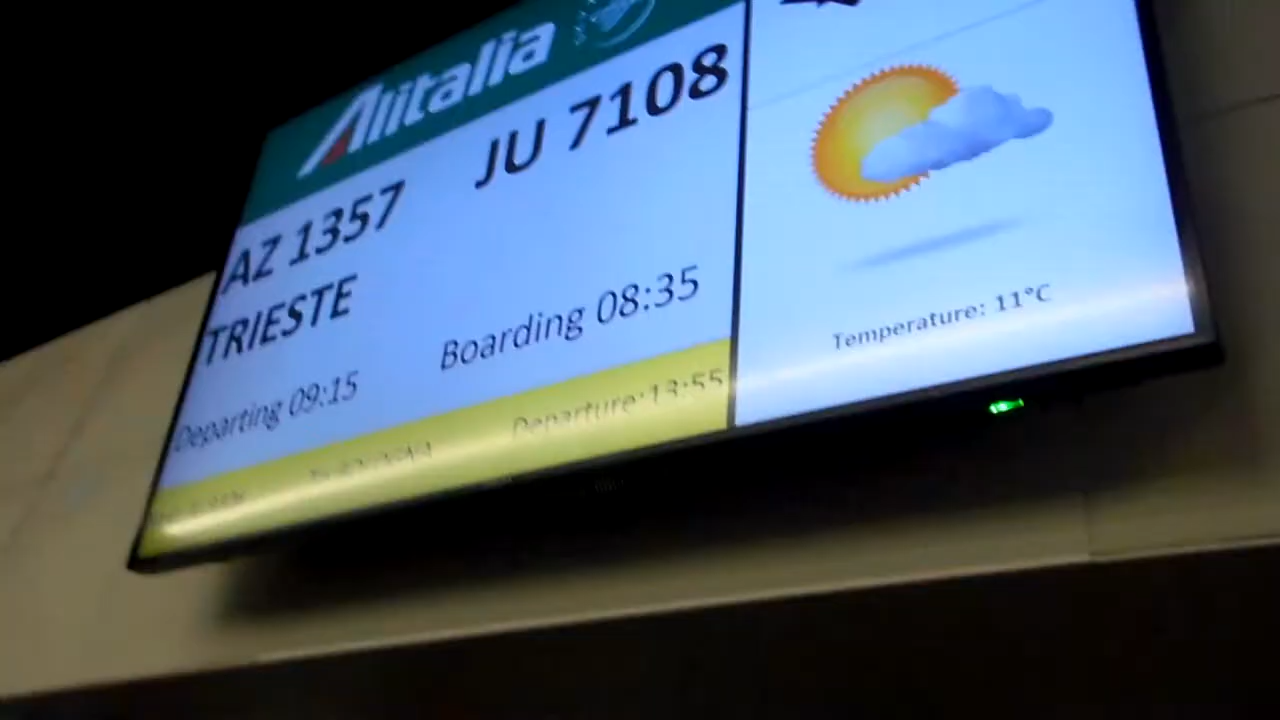 Alitalia
AZ 1357
JU 7108
TRIESTE
Departing 09:15
Boarding 08:35
Departure: 13:55
Temperature: 11°C